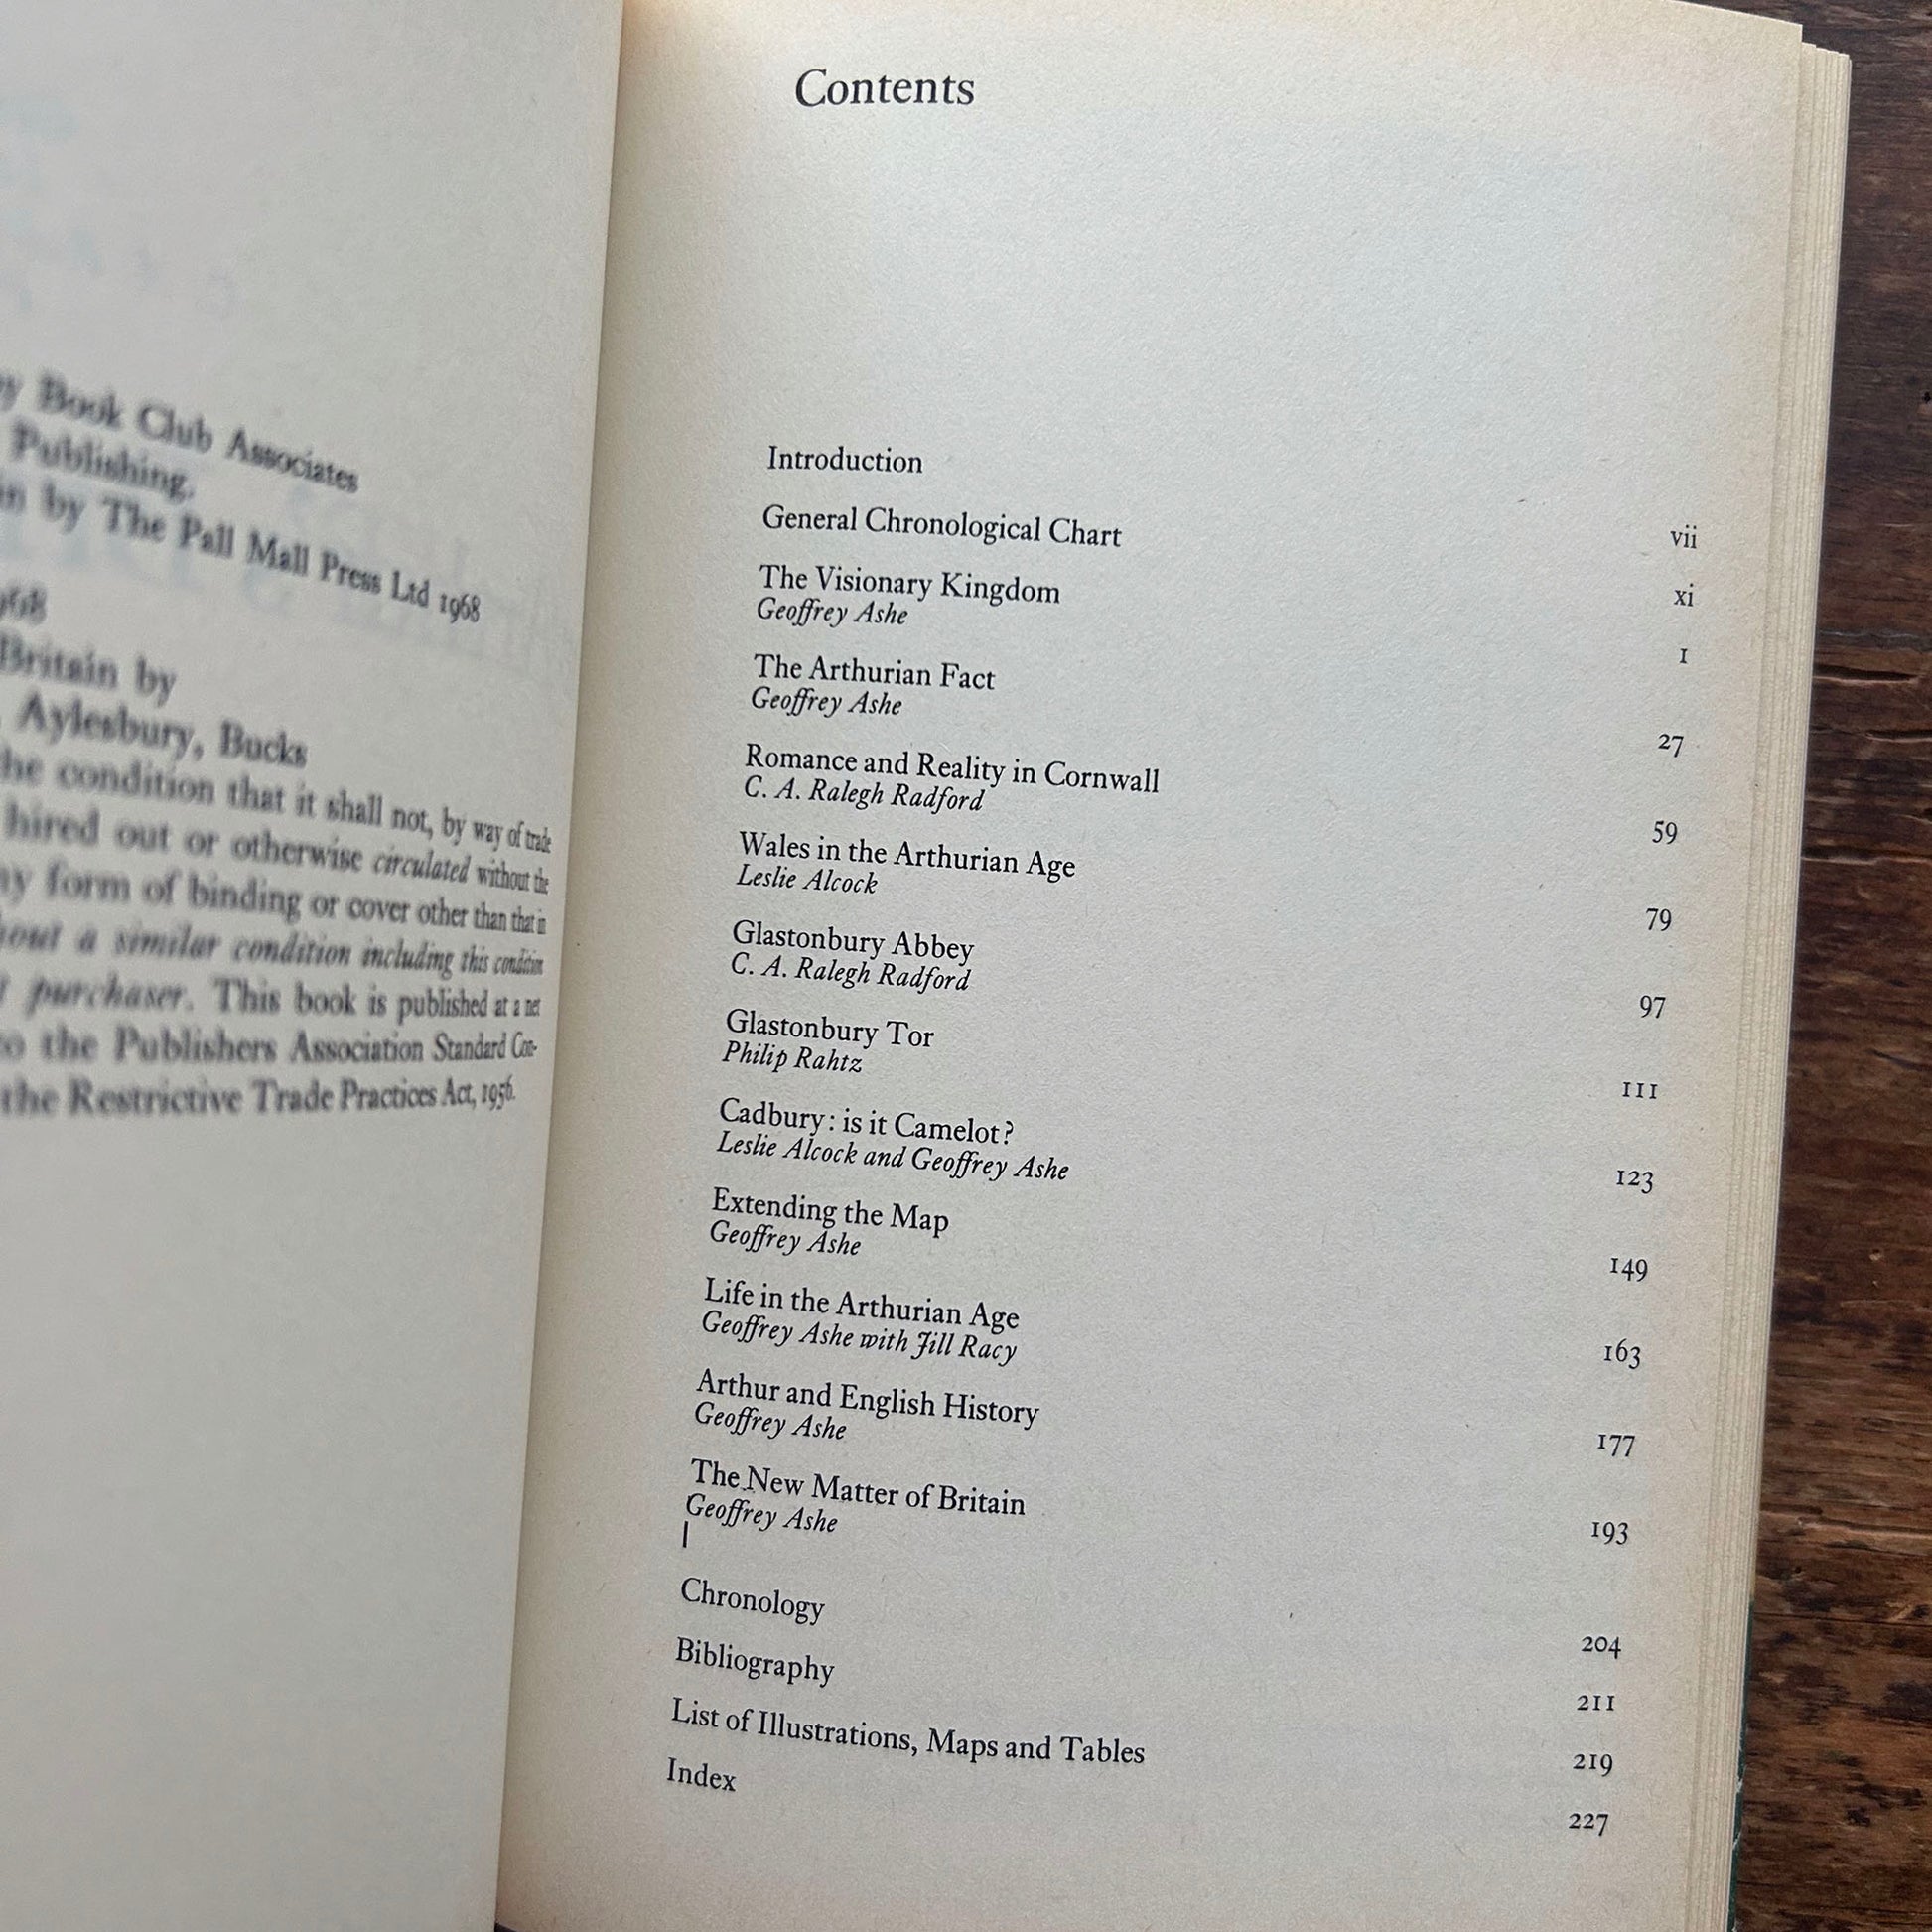 by Book Club Associates
Publishing.
in by The Pall Mall Press Ltd 1968
1968
Britain by
Aylesbury, Bucks
the condition that it shall not, by way of trade
hired out or otherwise circulated without the
any form of binding or cover other than that in
without a similar condition including this condition
purchaser. This book is published at a net
to the Publishers Association Standard Con-
the Restrictive Trade Practices Act, 1956.
Contents
Introduction vii
General Chronological Chart xi
The Visionary Kingdom 1
Geoffrey Ashe
The Arthurian Fact 27
Geoffrey Ashe
Romance and Reality in Cornwall 59
C. A. Ralegh Radford
Wales in the Arthurian Age 79
Leslie Alcock
Glastonbury Abbey 97
C. A. Ralegh Radford
Glastonbury Tor 111
Philip Rahtz
Cadbury: is it Camelot? 123
Leslie Alcock and Geoffrey Ashe
Extending the Map 149
Geoffrey Ashe
Life in the Arthurian Age 163
Geoffrey Ashe with Jill Racy
Arthur and English History 177
Geoffrey Ashe
The New Matter of Britain 193
Geoffrey Ashe
Chronology 204
Bibliography 211
List of Illustrations, Maps and Tables 219
Index 227